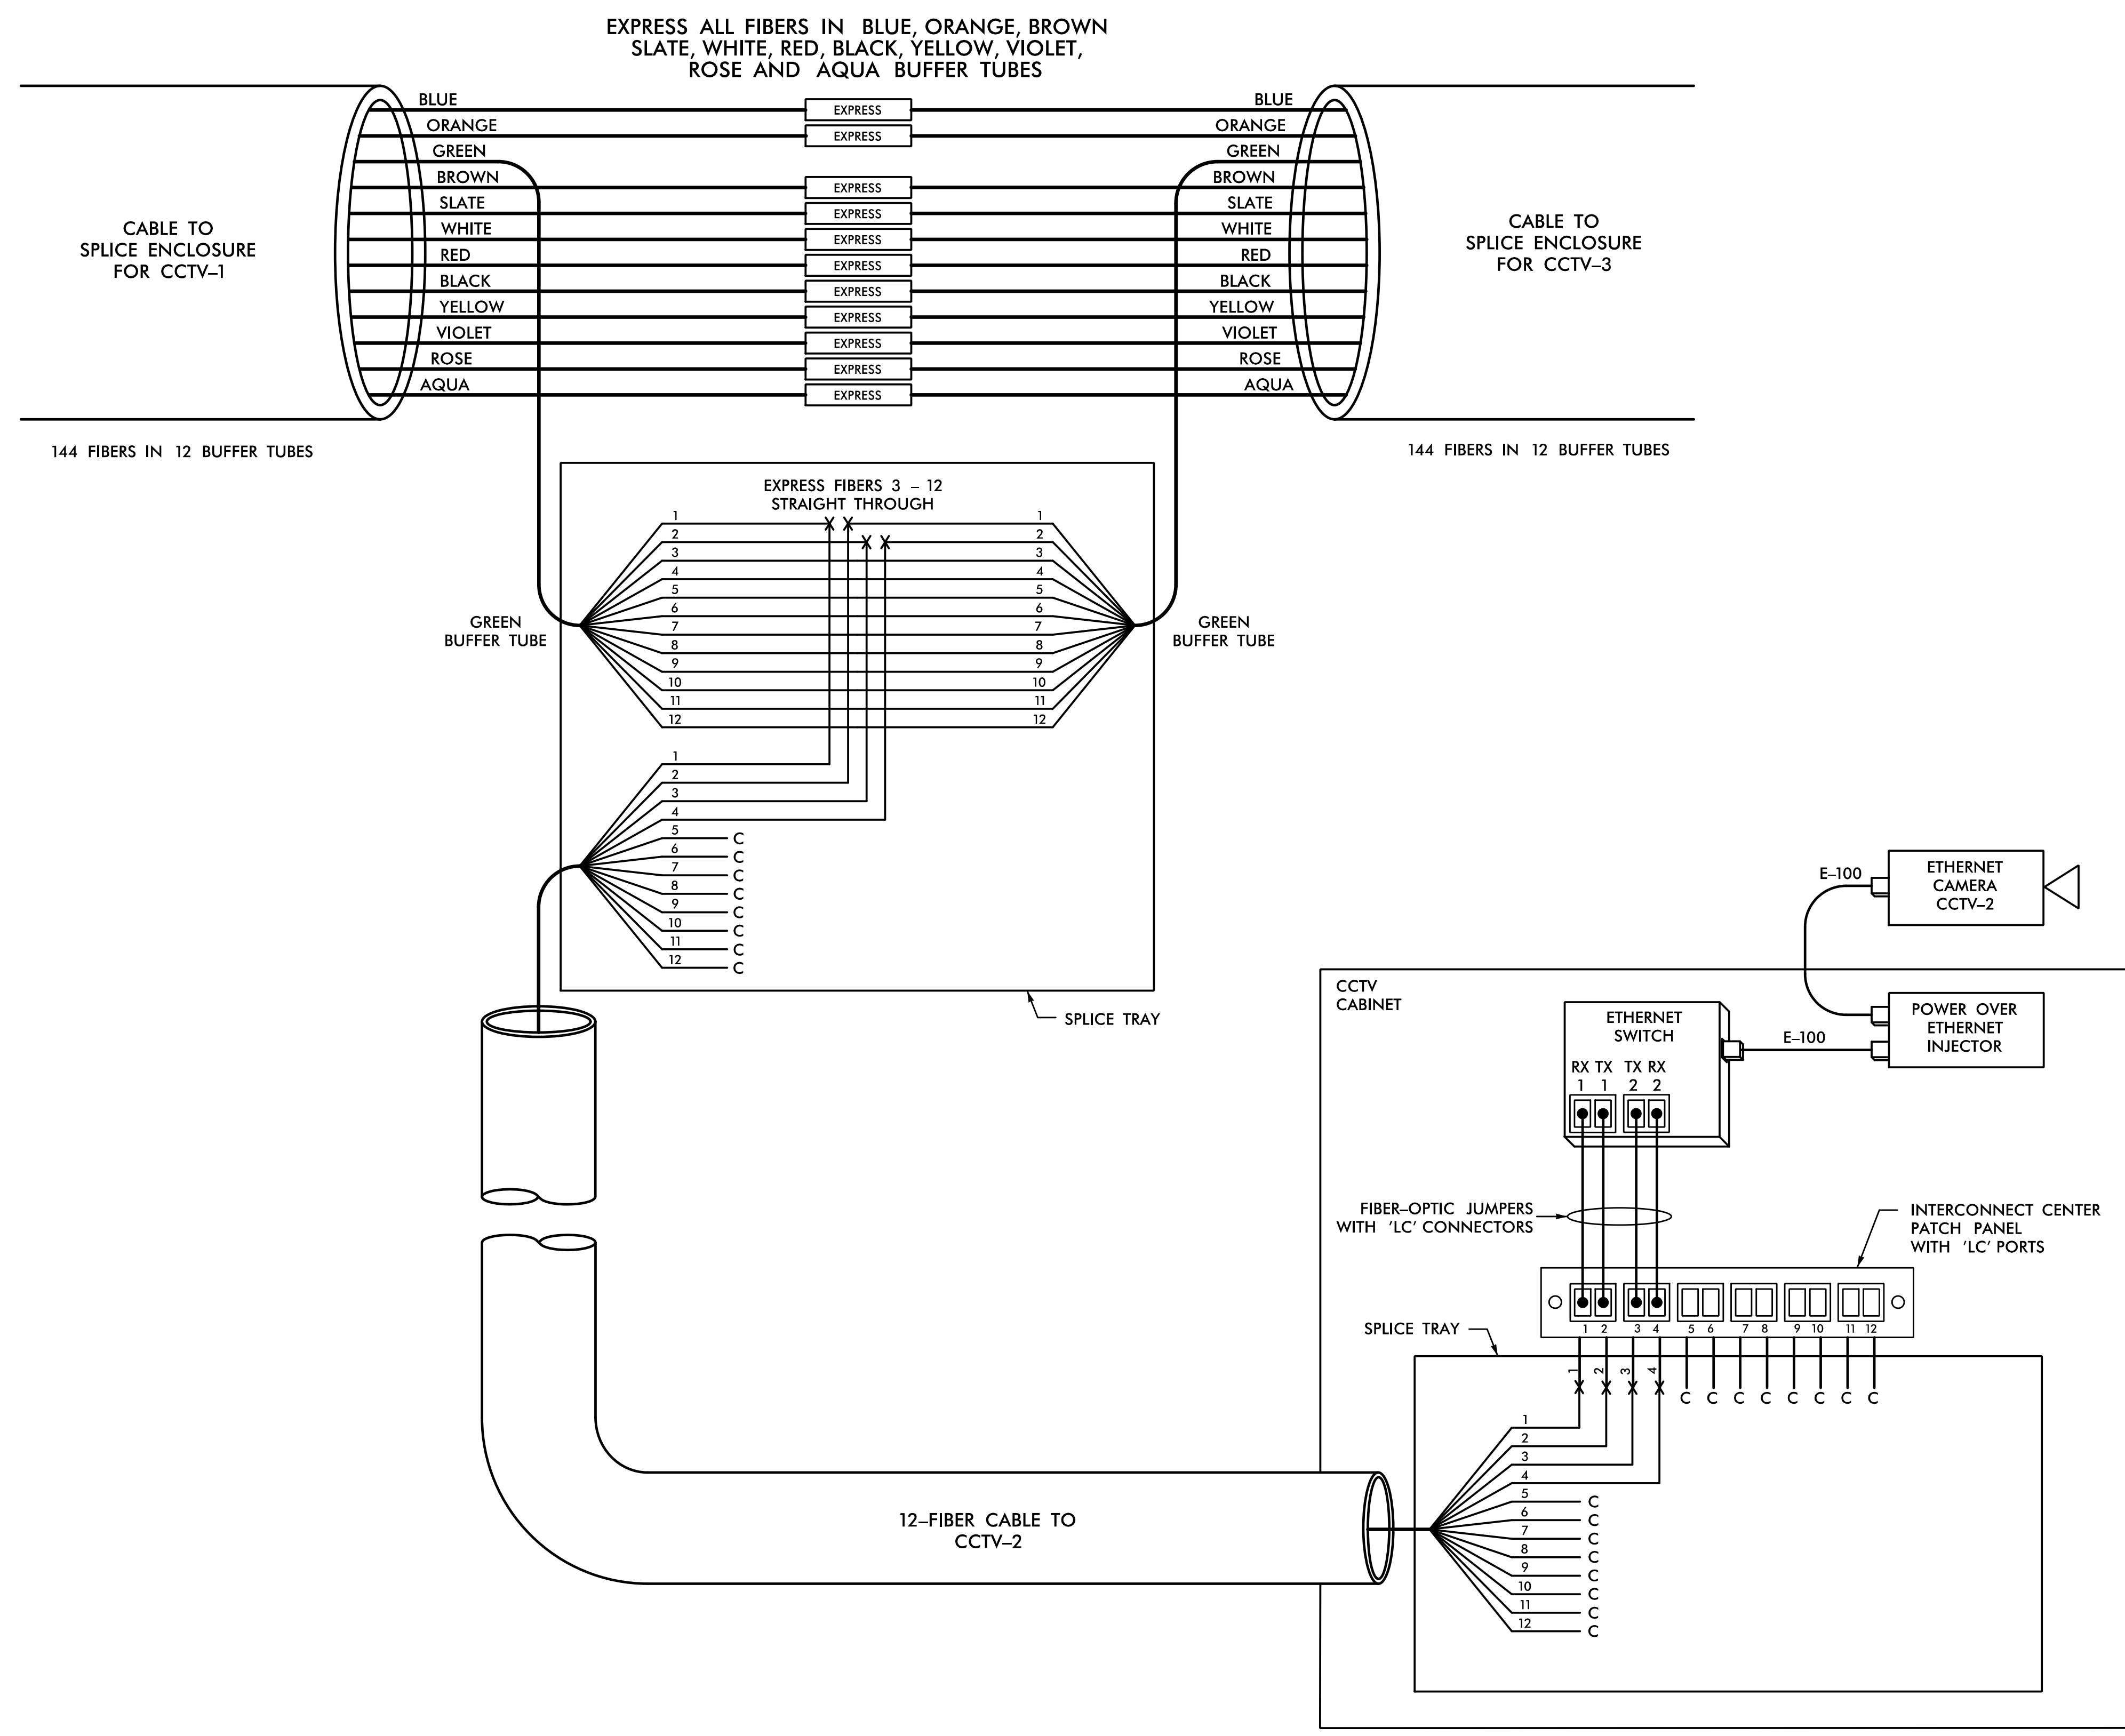 EXPRESS ALL FIBERS IN BLUE, ORANGE, BROWN
SLATE, WHITE, RED, BLACK, YELLOW, VIOLET,
ROSE AND AQUA BUFFER TUBES
BLUE EXPRESS BLUE
ORANGE EXPRESS ORANGE
GREEN GREEN
BROWN EXPRESS BROWN
SLATE EXPRESS SLATE
WHITE EXPRESS WHITE
RED EXPRESS RED
BLACK EXPRESS BLACK
YELLOW EXPRESS YELLOW
VIOLET EXPRESS VIOLET
ROSE EXPRESS ROSE
AQUA EXPRESS AQUA
CABLE TO
SPLICE ENCLOSURE
FOR CCTV–1
CABLE TO
SPLICE ENCLOSURE
FOR CCTV–3
144 FIBERS IN 12 BUFFER TUBES
144 FIBERS IN 12 BUFFER TUBES
EXPRESS FIBERS 3 – 12
STRAIGHT THROUGH
1 1
2 2
3 3
4 4
5 5
6 6
7 7
8 8
9 9
10 10
11 11
12 12
GREEN
BUFFER TUBE
GREEN
BUFFER TUBE
1
2
3
4
5 C
6 C
7 C
8 C
9 C
10 C
11 C
12 C
SPLICE TRAY
E–100
ETHERNET
CAMERA
CCTV–2
CCTV
CABINET
ETHERNET
SWITCH
RX TX TX RX
1 1 2 2
E–100
POWER OVER
ETHERNET
INJECTOR
FIBER–OPTIC JUMPERS
WITH 'LC' CONNECTORS
INTERCONNECT CENTER
PATCH PANEL
WITH 'LC' PORTS
1 2 3 4 5 6 7 8 9 10 11 12
SPLICE TRAY
1 2 3 4
C C C C C C C C
1
2
3
4
5 C
6 C
7 C
8 C
9 C
10 C
11 C
12 C
12–FIBER CABLE TO
CCTV–2